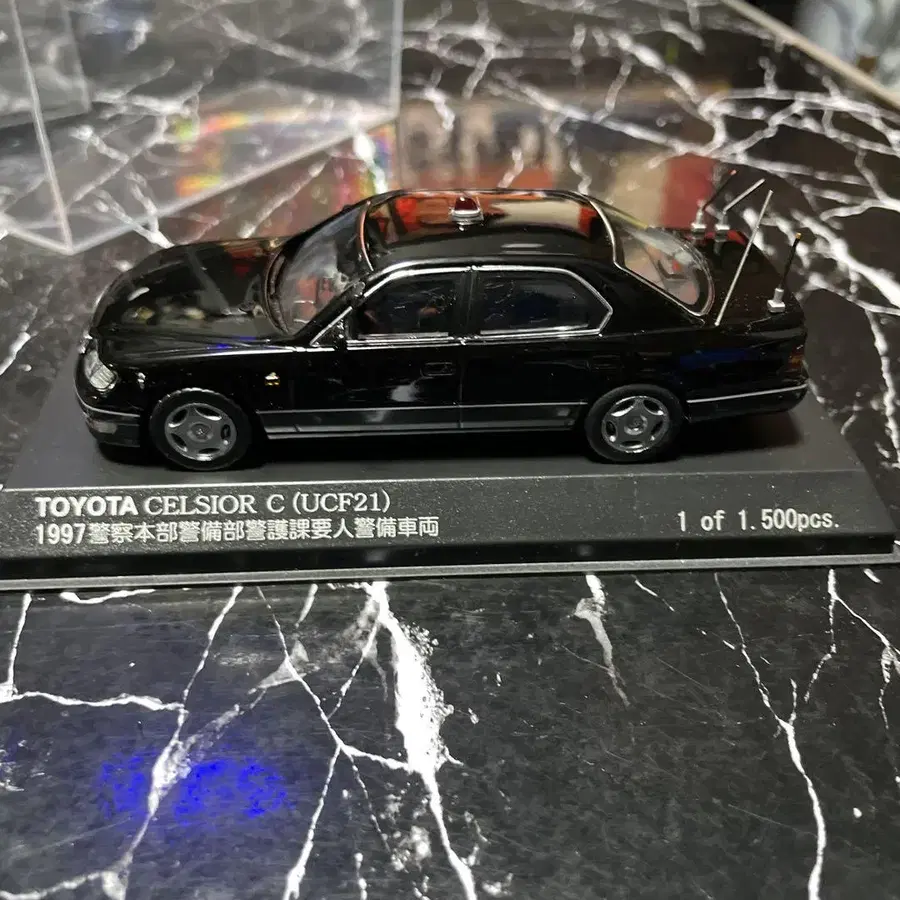 TOYOTA CELSIOR C (UCF21)
1997警察本部警備部警護課要人警備車両
1 of 1.500pcs.